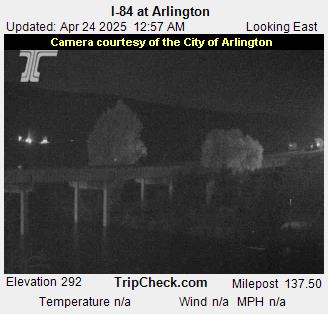 I-84 at Arlington
Updated: Apr 24 2025 12:57 AM Looking East
Camera courtesy of the City of Arlington
Elevation 292 TripCheck.com Milepost 137.50
Temperature n/a Wind n/a MPH n/a